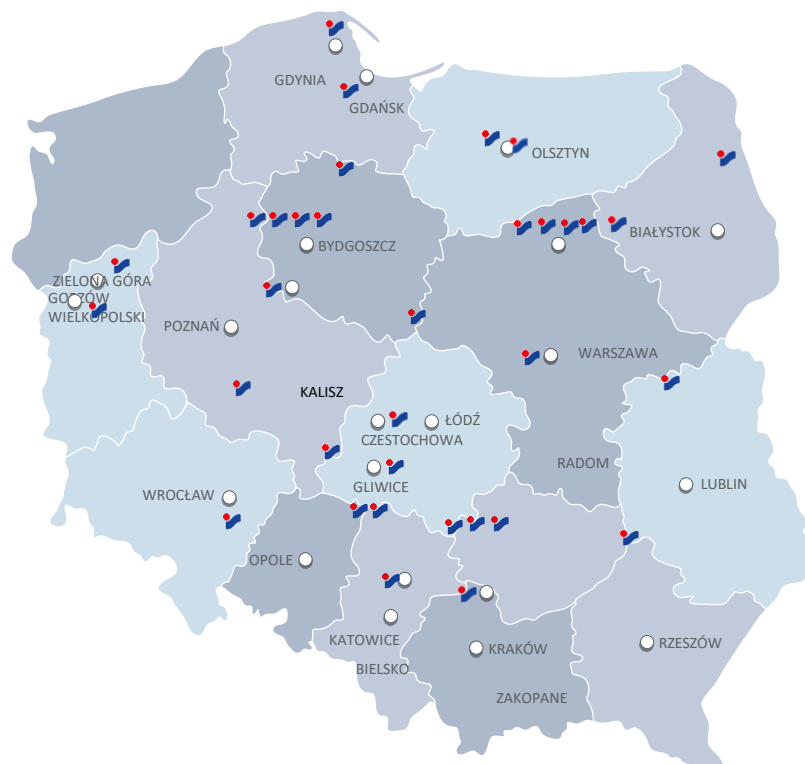 GDYNIA
GDAŃSK
OLSZTYN
BIAŁYSTOK
BYDGOSZCZ
ZIELONA GÓRA
GORZÓW
WIELKOPOLSKI
POZNAŃ
WARSZAWA
KALISZ
ŁÓDŹ
CZESTOCHOWA
RADOM
GLIWICE
LUBLIN
WROCŁAW
OPOLE
KATOWICE
KRAKÓW
RZESZÓW
BIELSKO
ZAKOPANE